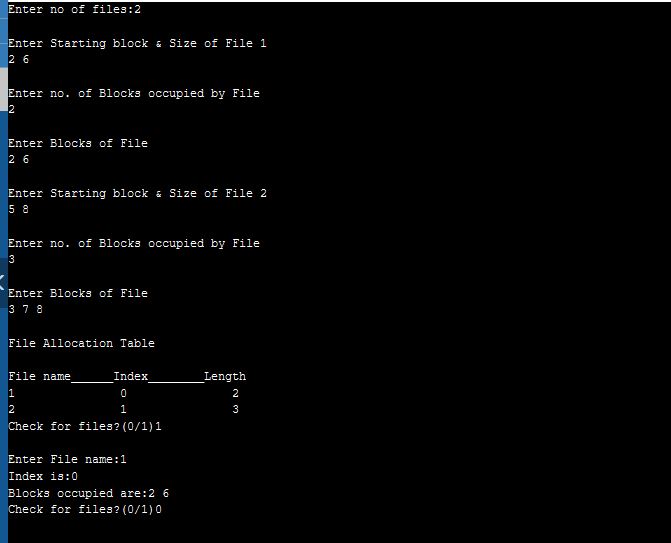 Enter no of files:2
Enter Starting block & Size of File 1
2 6
Enter no. of Blocks occupied by File
2
Enter Blocks of File
2 6
Enter Starting block & Size of File 2
5 8
Enter no. of Blocks occupied by File
3
Enter Blocks of File
3 7 8
File Allocation Table
File name______Index________Length
1 0 2
2 1 3
Check for files?(0/1)1
Enter File name:1
Index is:0
Blocks occupied are:2 6
Check for files?(0/1)0